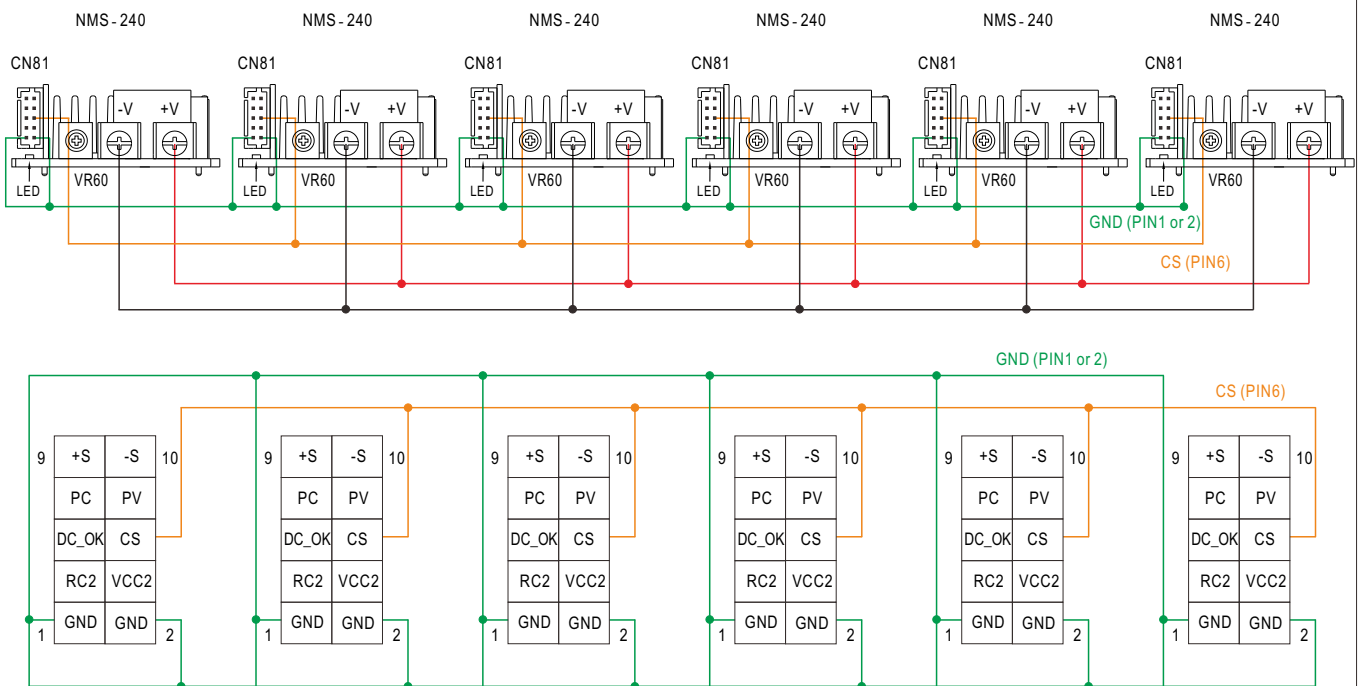 NMS-240 NMS-240 NMS-240 NMS-240 NMS-240 NMS-240
CN81 CN81 CN81 CN81 CN81 CN81
-V +V -V +V -V +V -V +V -V +V -V +V
LED VR60 LED VR60 LED VR60 LED VR60 LED VR60 LED VR60
GND (PIN1 or 2)
CS (PIN6)
GND (PIN1 or 2)
CS (PIN6)
9 +S -S 10 9 +S -S 10 9 +S -S 10 9 +S -S 10 9 +S -S 10 9 +S -S 10
PC PV PC PV PC PV PC PV PC PV PC PV
DC_OK CS DC_OK CS DC_OK CS DC_OK CS DC_OK CS DC_OK CS
RC2 VCC2 RC2 VCC2 RC2 VCC2 RC2 VCC2 RC2 VCC2 RC2 VCC2
1 GND GND 2 1 GND GND 2 1 GND GND 2 1 GND GND 2 1 GND GND 2 1 GND GND 2